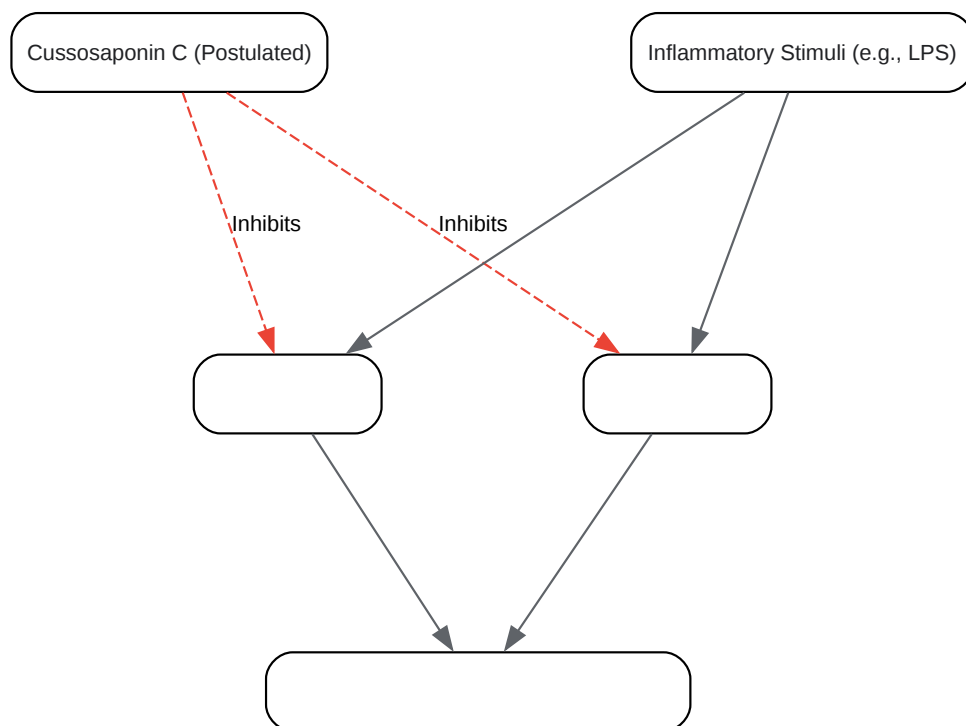 Cussosaponin C (Postulated)
Inflammatory Stimuli (e.g., LPS)
Inhibits
Inhibits